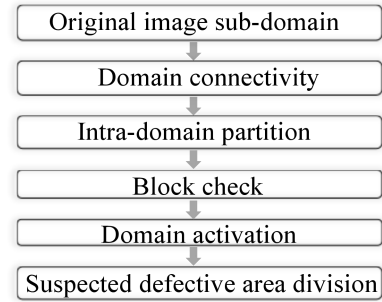 Original image sub-domain
Domain connectivity
Intra-domain partition
Block check
Domain activation
Suspected defective area division